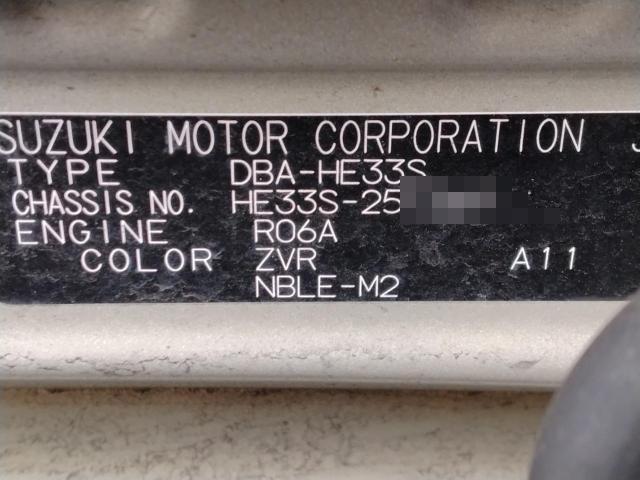 SUZUKI MOTOR CORPORATION J
TYPE DBA-HE33S
CHASSIS NO. HE33S-25
ENGINE R06A
COLOR ZVR A11
NBLE-M2